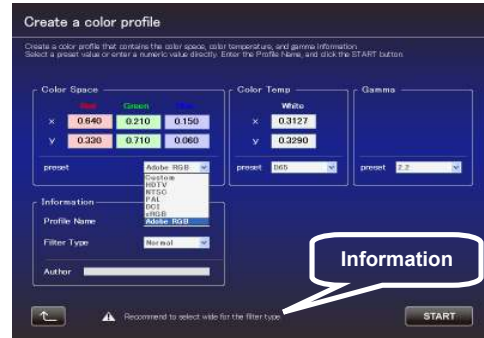 Create a color profile
Create a color profile that contains the color space, color temperature, and gamma information.
Select a preset value or enter a numeric value directly. Enter the Profile Name, and click the START button.
Color Space
Red Green Blue
x 0.640 0.210 0.150
y 0.330 0.710 0.060
preset Adobe RGB
Custom
HDTV
NTSC
PAL
DCI
sRGB
Adobe RGB
Color Temp
White
x 0.3127
y 0.3290
preset D65
Gamma
preset 2.2
Information
Profile Name
Filter Type Normal
Author
Information
Recommend to select wide for the filter type
START